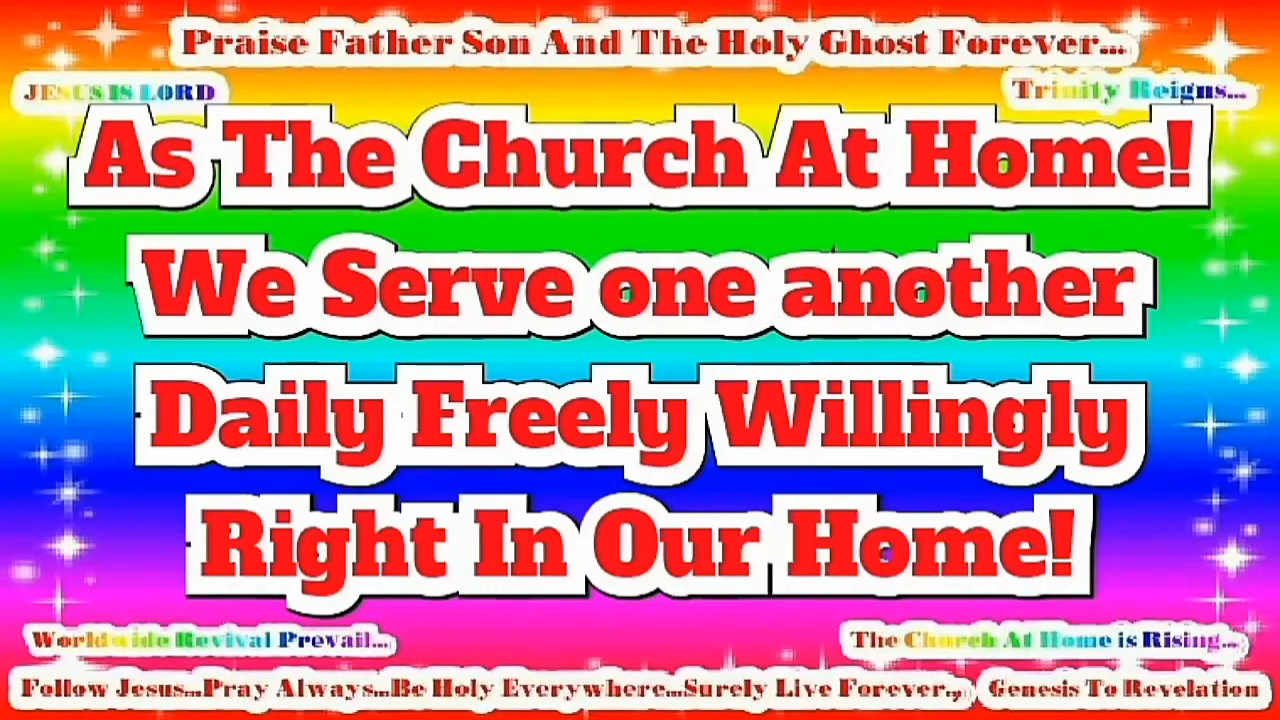 Praise Father Son And The Holy Ghost Forever...
JESUS IS LORD
Trinity Reigns...
As The Church At Home!
We Serve one another
Daily Freely Willingly
Right In Our Home!
Worldwide Revival Prevail...
The Church At Home is Rising...
Follow Jesus...Pray Always...Be Holy Everywhere...Surely Live Forever.,,
Genesis To Revelation